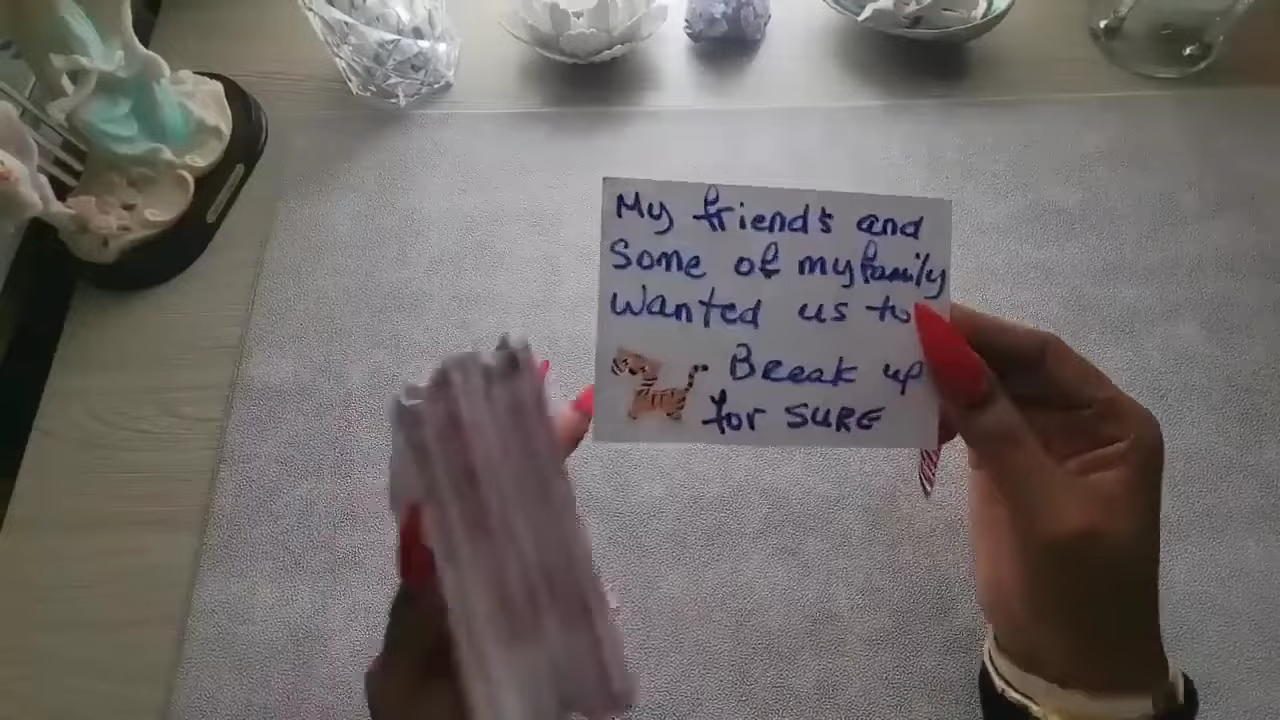 My friends and
Some of my family
Wanted us to
Break up
for SURE